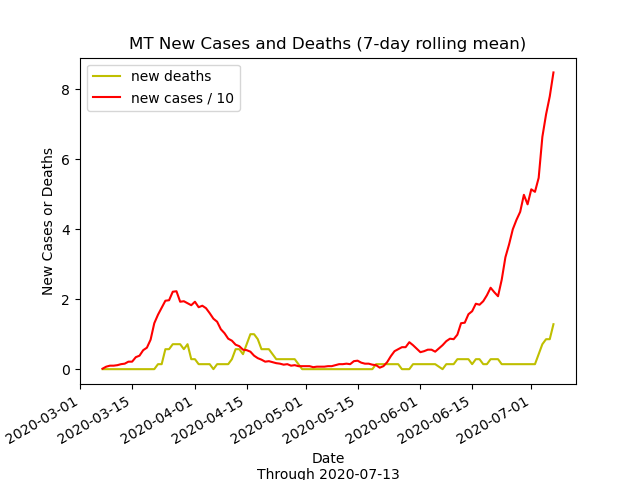 MT New Cases and Deaths (7-day rolling mean)
new deaths
new cases / 10
New Cases or Deaths
8
6
4
2
0
2020-03-01
2020-03-15
2020-04-01
2020-04-15
2020-05-01
2020-05-15
2020-06-01
2020-06-15
2020-07-01
Date
Through 2020-07-13